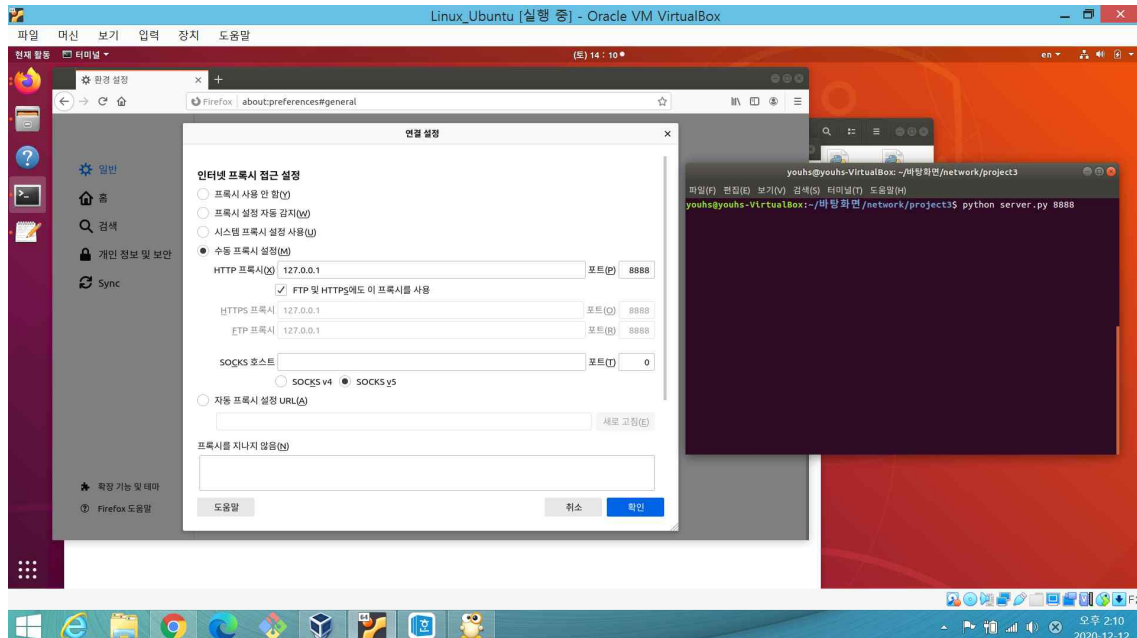 Linux_Ubuntu [실행 중] - Oracle VM VirtualBox
파일 머신 보기 입력 장치 도움말
현재 활동 터미널 (토) 14 : 10 en
환경 설정
Firefox about:preferences#general
연결 설정
일반
홈
검색
개인 정보 및 보안
Sync
확장 기능 및 테마
Firefox 도움말
인터넷 프록시 접근 설정
프록시 사용 안 함(Y)
프록시 설정 자동 감지(W)
시스템 프록시 설정 사용(U)
수동 프록시 설정(M)
HTTP 프록시(X) 127.0.0.1 포트(P) 8888
FTP 및 HTTPS에도 이 프록시를 사용
HTTPS 프록시 127.0.0.1 포트(O) 8888
FTP 프록시 127.0.0.1 포트(R) 8888
SOCKS 호스트 포트(T) 0
SOCKS v4 SOCKS v5
자동 프록시 설정 URL(A)
새로 고침(E)
프록시를 지나지 않음(N)
도움말 취소 확인
youhs@youhs-VirtualBox: ~/바탕화면/network/project3
파일(F) 편집(E) 보기(V) 검색(S) 터미널(T) 도움말(H)
youhs@youhs-VirtualBox:~/바탕화면/network/project3$ python server.py 8888
오후 2:10
2020-12-12